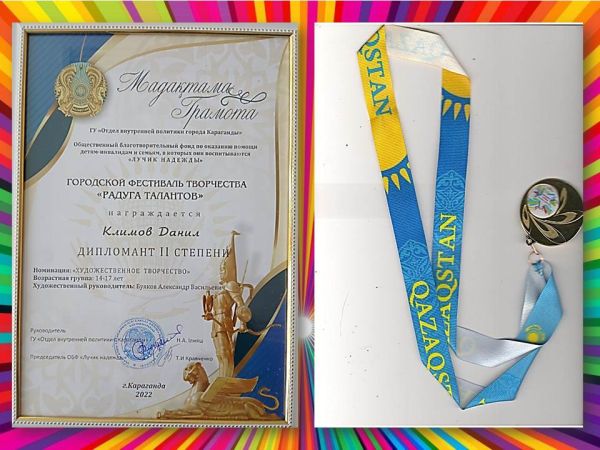 Мадақтама
Грамота
ГУ «Отдел внутренней политики города Караганды»
Общественный благотворительный фонд по оказанию помощи
детям-инвалидам и семьям, в которых они воспитываются
«ЛУЧИК НАДЕЖДЫ»
ГОРОДСКОЙ ФЕСТИВАЛЬ ТВОРЧЕСТВА
«РАДУГА ТАЛАНТОВ»
награждается
Климов Данил
ДИПЛОМАНТ II СТЕПЕНИ
Номинация: «ХУДОЖЕСТВЕННОЕ ТВОРЧЕСТВО»
Возрастная группа: 14-17 лет
Художественный руководитель: Александр Васильевич
Руководитель
ГУ «Отдел внутренней политики г.Караганды» Н.А.
Председатель ОБФ «Лучик надежды» Т.И Кравченко
г.Караганда
2022
QAZAQSTAN
QAZAQSTAN
QAZAQSTAN